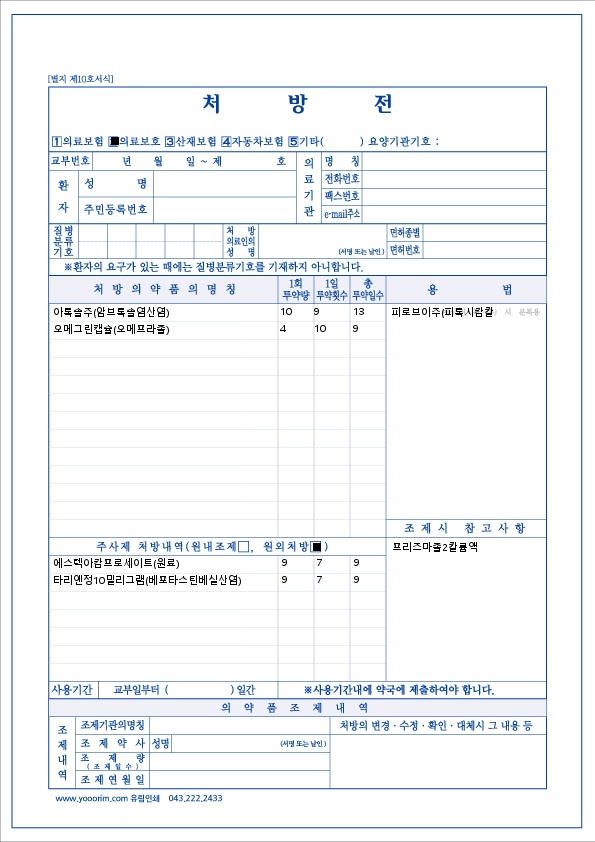 [별지 제10호서식]
처 방 전
1의료보험 ■의료보호 3산재보험 4자동차보험 5기타( ) 요양기관기호 :
교부번호 년 월 일 ~ 제 호
환자
성 명
주민등록번호
의료기관
명 칭
전화번호
팩스번호
e-mail주소
질병분류기호
처 방 의료인의 성 명
(서명 또는 날인)
면허종별
면허번호
※환자의 요구가 있는 때에는 질병분류기호를 기재하지 아니합니다.
처 방 의 약 품 의 명 칭 1회 투약량 1일 투약횟수 총 투약일수 용 법
아록솔주(암브록솔염산염) 10 9 13 피로브이주(피록시캄칼) 시 분복용
오메그린캡슐(오메프라졸) 4 10 9
조 제 시 참 고 사 항
주사제 처방내역(원내조제□, 원외처방■)
프리즈마졸2칼륨액
에스텍아캄프로세이트(원료) 9 7 9
타리엔정10밀리그램(베포타스틴베실산염) 9 7 9
사용기간 교부일부터 ( ) 일간 ※사용기간내에 약국에 제출하여야 합니다.
의 약 품 조 제 내 역
조제내역
조제기관의명칭
처방의 변경 · 수정 · 확인 · 대체시 그 내용 등
조 제 약 사 성명 (서명 또는 날인)
조 제 량
( 조 제 일 수 )
조 제 연 월 일
www.yooorim.com 유림인쇄 043.222.2433